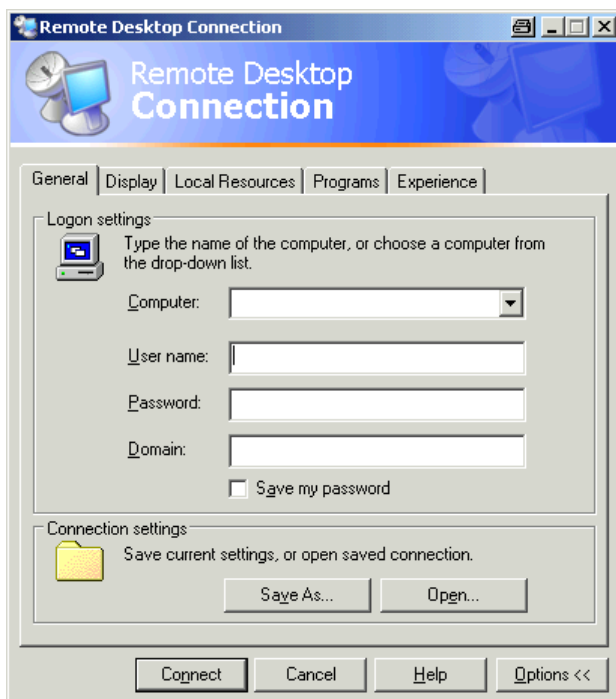 Remote Desktop Connection
Remote Desktop
Connection
General Display Local Resources Programs Experience
Logon settings
Type the name of the computer, or choose a computer from
the drop-down list.
Computer:
User name:
Password:
Domain:
Save my password
Connection settings
Save current settings, or open saved connection.
Save As... Open...
Connect Cancel Help Options <<